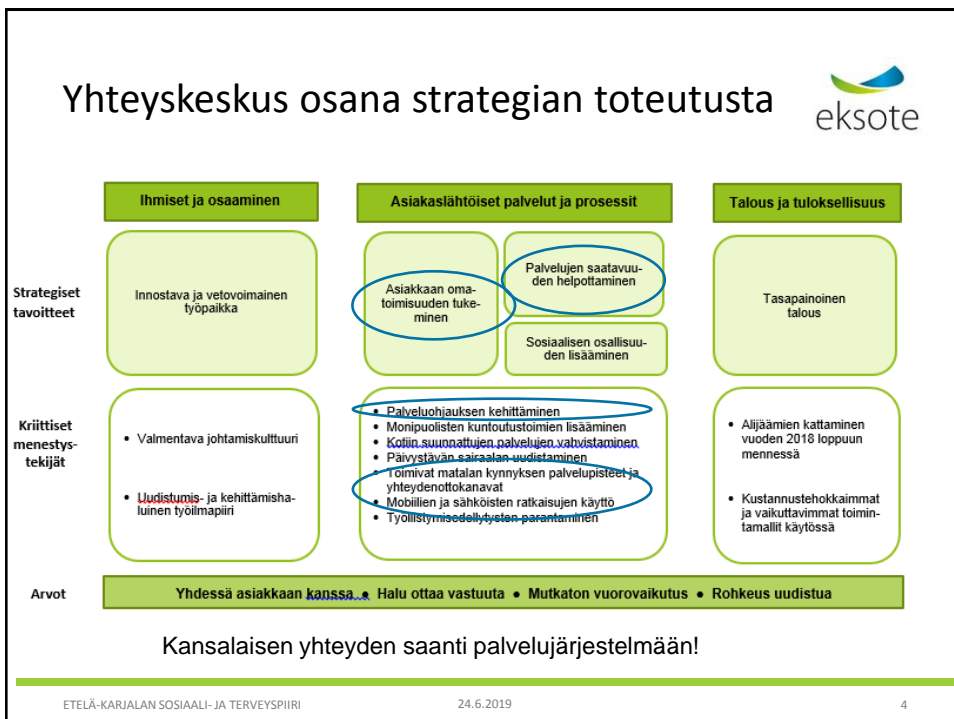 Yhteyskeskus osana strategian toteutusta
eksote
Ihmiset ja osaaminen
Asiakaslähtöiset palvelut ja prosessit
Talous ja tuloksellisuus
Strategiset
tavoitteet
Innostava ja vetovoimainen
työpaikka
Asiakkaan oma-
toimisuuden tuke-
minen
Palvelujen saatavuu-
den helpottaminen
Sosiaalisen osallisuu-
den lisääminen
Tasapainoinen
talous
Kriittiset
menestys-
tekijät
• Valmentava johtamiskulttuuri
• Uudistumis- ja kehittämisha-
luinen työilmapiiri
• Palveluohjauksen kehittäminen
• Monipuolisten kuntoutustoimien lisääminen
• Kotiin suunnattujen palvelujen vahvistaminen
• Päivystävän sairaalan uudistaminen
• Toimivat matalan kynnyksen palvelupisteet ja
yhteydenottokanavat
• Mobiilien ja sähköisten ratkaisujen käyttö
• Työllistymisedellytysten parantaminen
• Alijäämien kattaminen
vuoden 2018 loppuun
mennessä
• Kustannustehokkaimmat
ja vaikuttavimmat toimin-
tamallit käytössä
Arvot
Yhdessä asiakkaan kanssa ● Halu ottaa vastuuta ● Mutkaton vuorovaikutus ● Rohkeus uudistua
Kansalaisen yhteyden saanti palvelujärjestelmään!
ETELÄ-KARJALAN SOSIAALI- JA TERVEYSPIIRI
24.6.2019
4